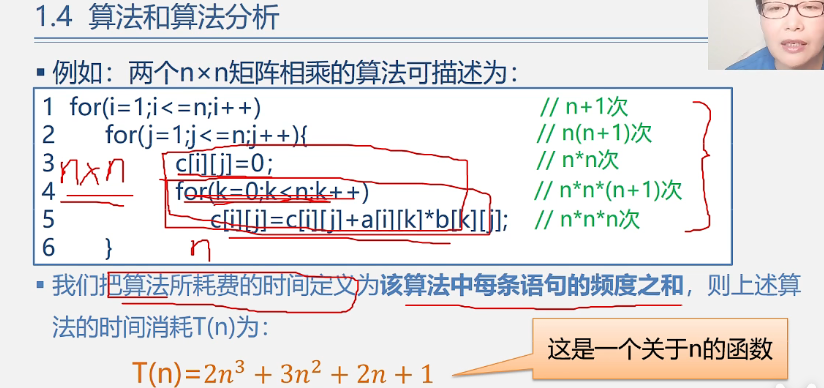 1.4 算法和算法分析
▪ 例如：两个n×n矩阵相乘的算法可描述为：
1 for(i=1;i<=n;i++) // n+1次
2 for(j=1;j<=n;j++){ // n(n+1)次
3 c[i][j]=0; // n*n次
n×n
4 for(k=0;k<n;k++) // n*n*(n+1)次
5 c[i][j]=c[i][j]+a[i][k]*b[k][j]; // n*n*n次
6 }
n
▪ 我们把算法所耗费的时间定义为该算法中每条语句的频度之和，则上述算
法的时间消耗T(n)为：
这是一个关于n的函数
T(n)=2n³ + 3n² + 2n + 1